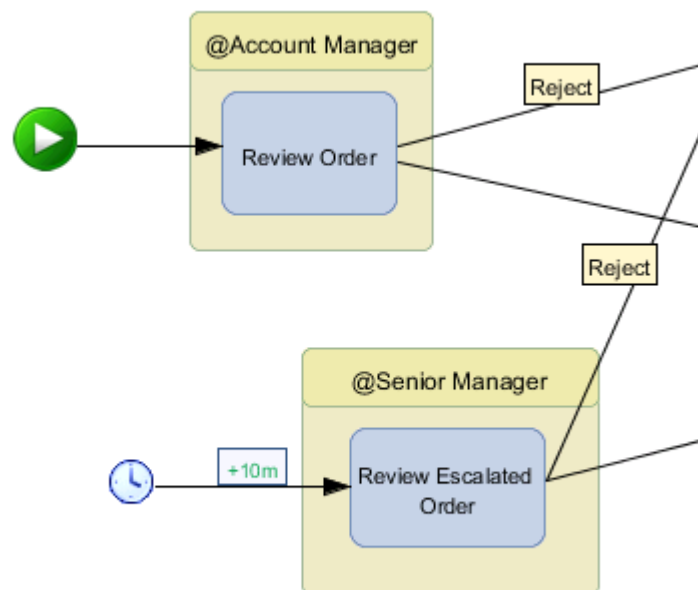 @Account Manager
Reject
Review Order
Reject
@Senior Manager
+10m
Review Escalated
Order